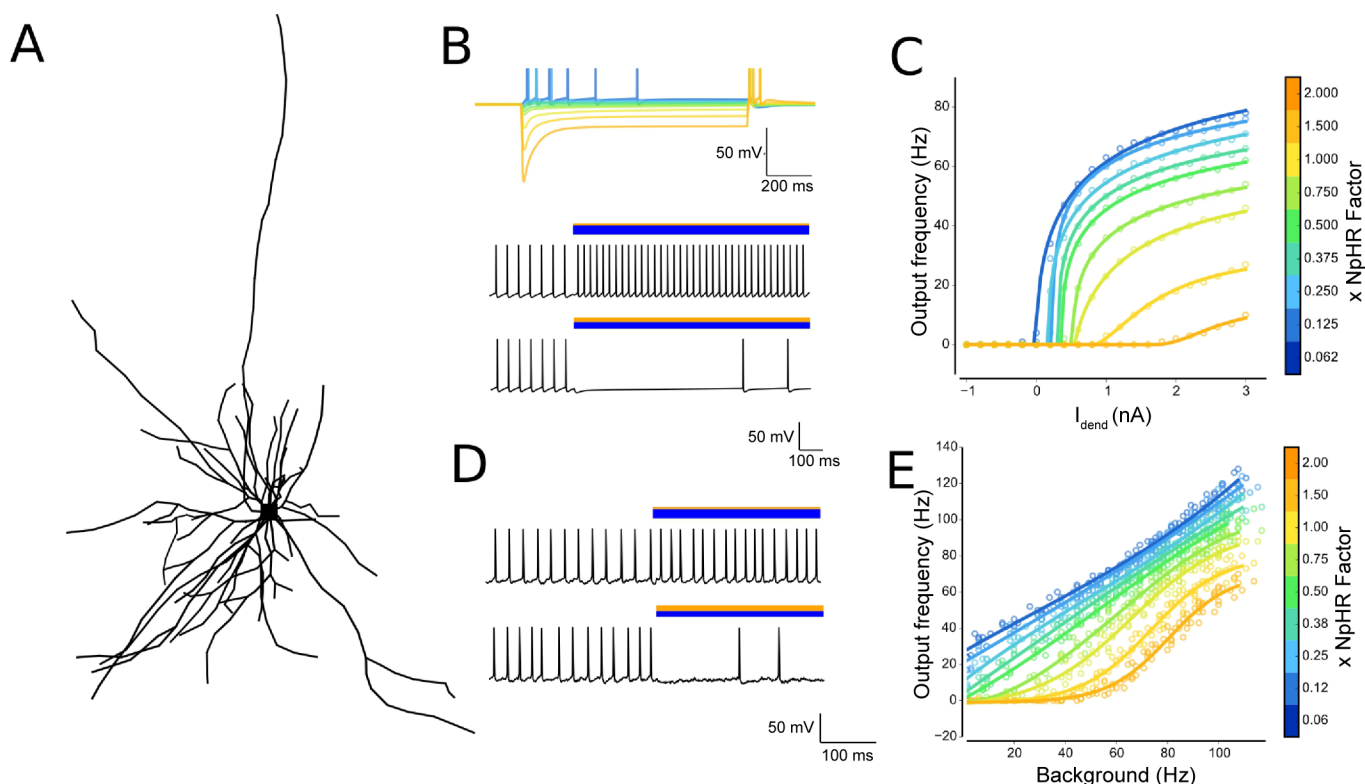 A
B
50 mV
200 ms
50 mV
100 ms
C
Output frequency (Hz)
80
60
40
20
0
−1
0
1
2
3
I_dend (nA)
2.000
1.500
1.000
0.750
0.500
0.375
0.250
0.125
0.062
x NpHR Factor
D
50 mV
100 ms
E
Output frequency (Hz)
140
120
100
80
60
40
20
0
−20
20
40
60
80
100
Background (Hz)
2.00
1.50
1.00
0.75
0.50
0.38
0.25
0.12
0.06
x NpHR Factor